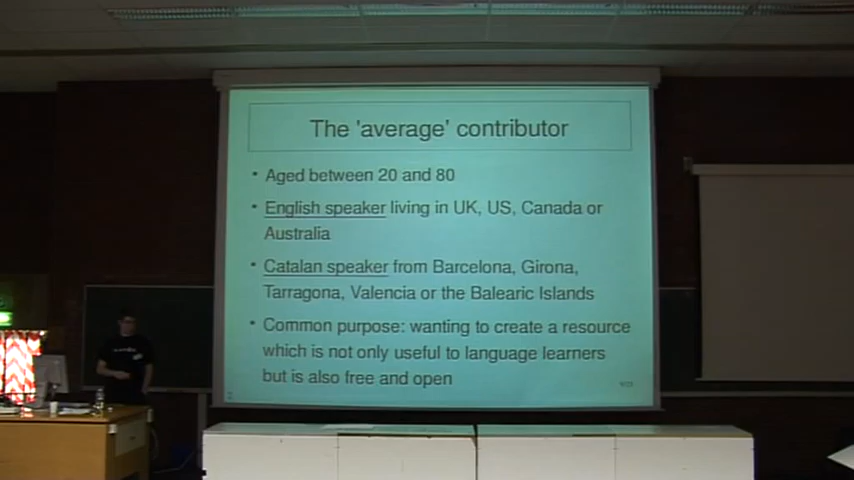 The 'average' contributor
• Aged between 20 and 80
• English speaker living in UK, US, Canada or
Australia
• Catalan speaker from Barcelona, Girona,
Tarragona, Valencia or the Balearic Islands
• Common purpose: wanting to create a resource
which is not only useful to language learners
but is also free and open